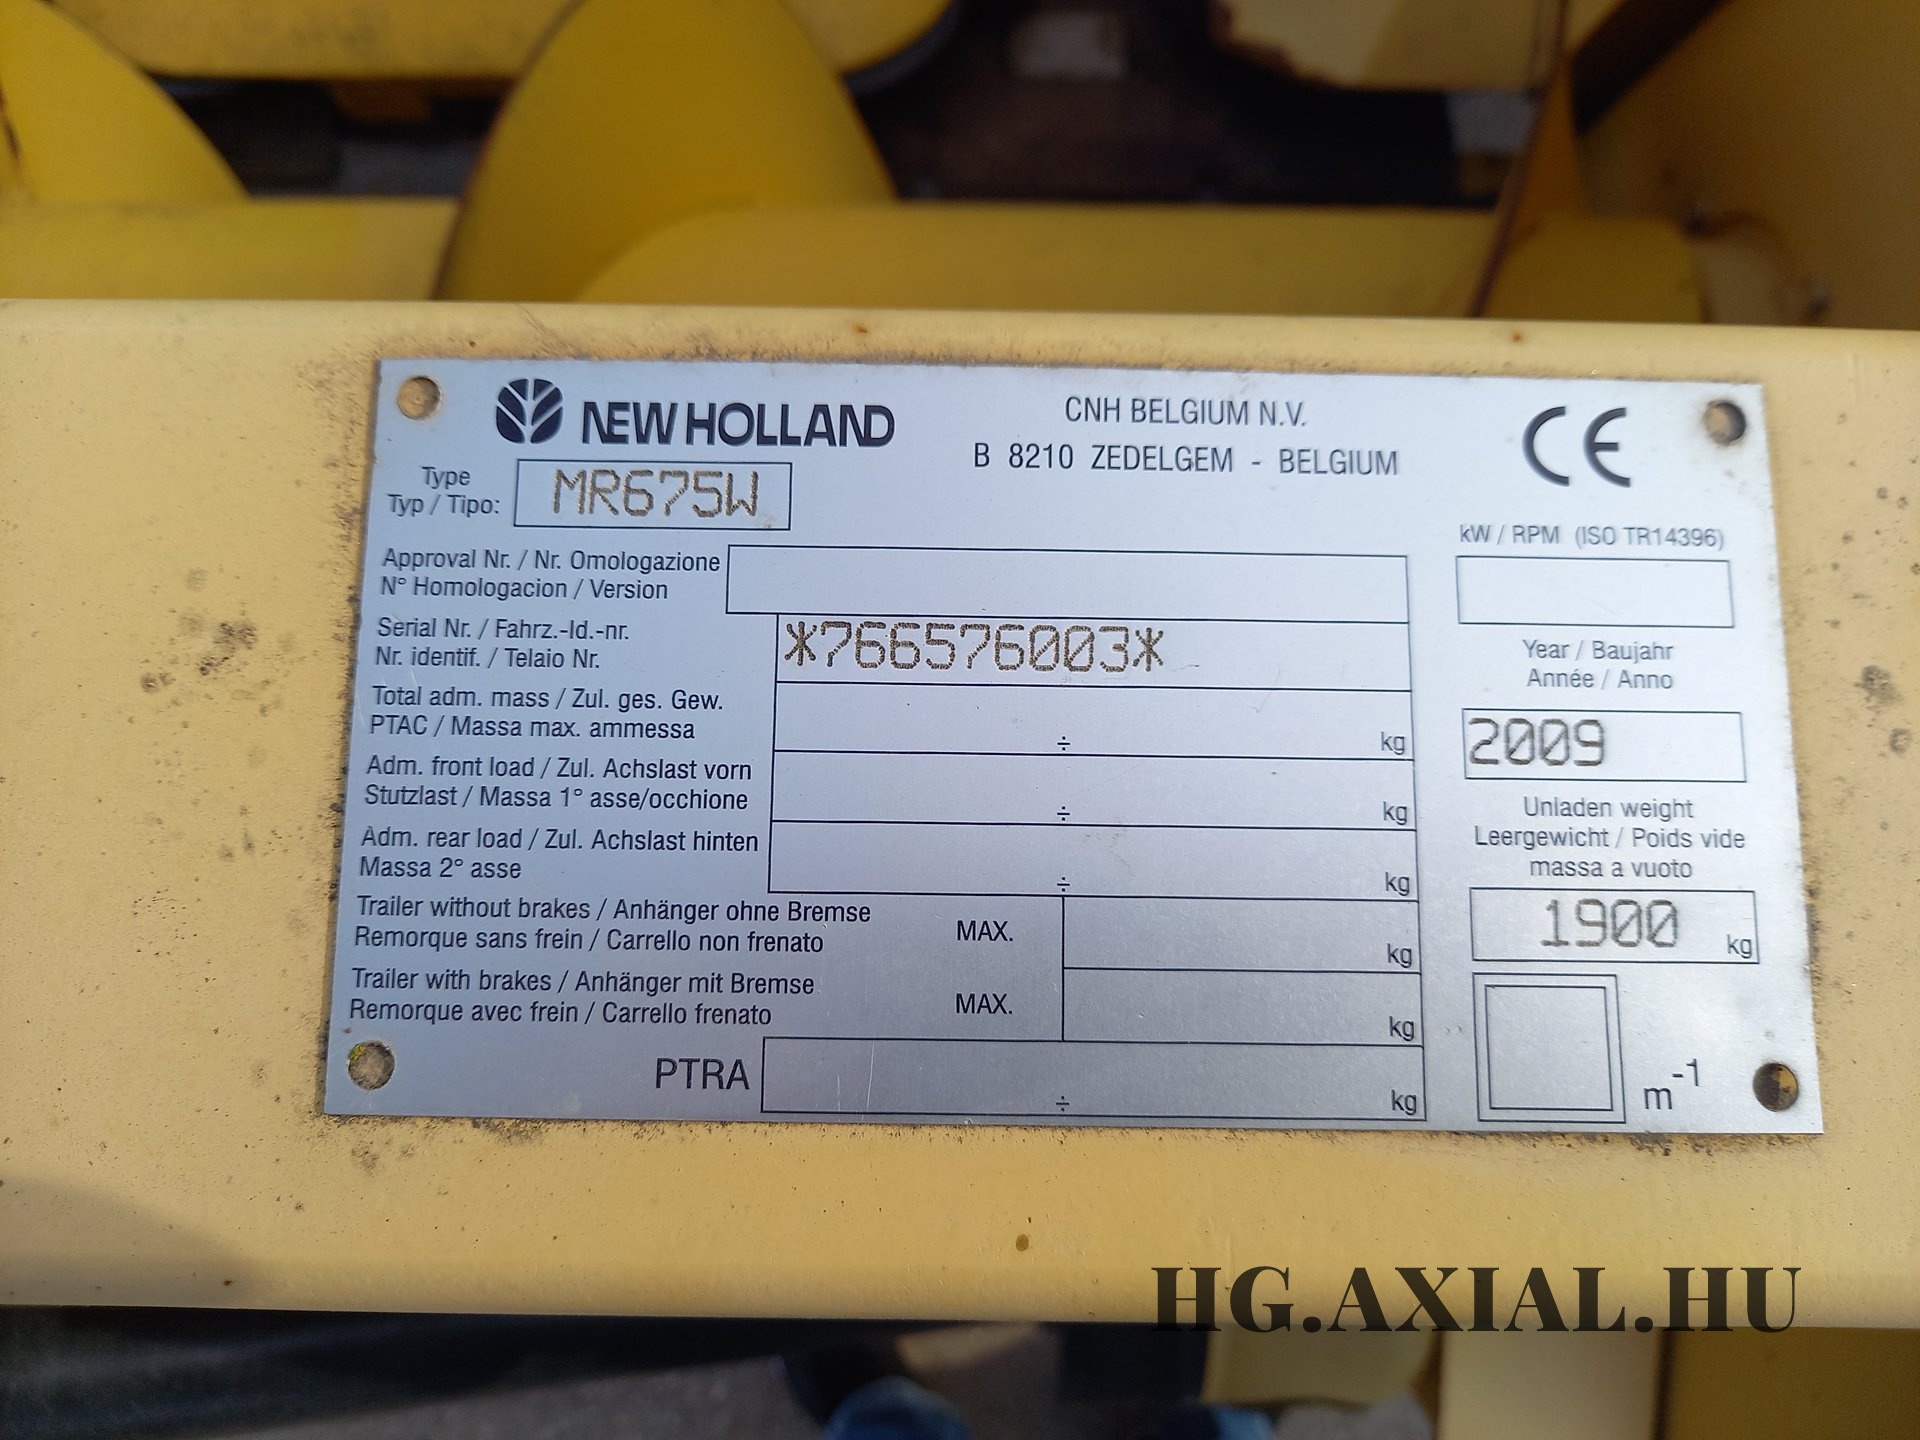 NEW HOLLAND
CNH BELGIUM N.V.
B 8210 ZEDELGEM - BELGIUM
CE
Type
Typ / Tipo:
MR675W
Approval Nr. / Nr. Omologazione
N° Homologacion / Version
kW / RPM (ISO TR14396)
Serial Nr. / Fahrz.-Id.-nr.
Nr. identif. / Telaio Nr.
*766576003*
Year / Baujahr
Année / Anno
2009
Total adm. mass / Zul. ges. Gew.
PTAC / Massa max. ammessa
÷ kg
Adm. front load / Zul. Achslast vorn
Stutzlast / Massa 1° asse/occhione
÷ kg
Unladen weight
Leergewicht / Poids vide
massa a vuoto
1900 kg
Adm. rear load / Zul. Achslast hinten
Massa 2° asse
÷ kg
Trailer without brakes / Anhänger ohne Bremse
Remorque sans frein / Carrello non frenato
MAX. kg
Trailer with brakes / Anhänger mit Bremse
Remorque avec frein / Carrello frenato
MAX. kg
PTRA ÷ kg
m-1
HG.AXIAL.HU